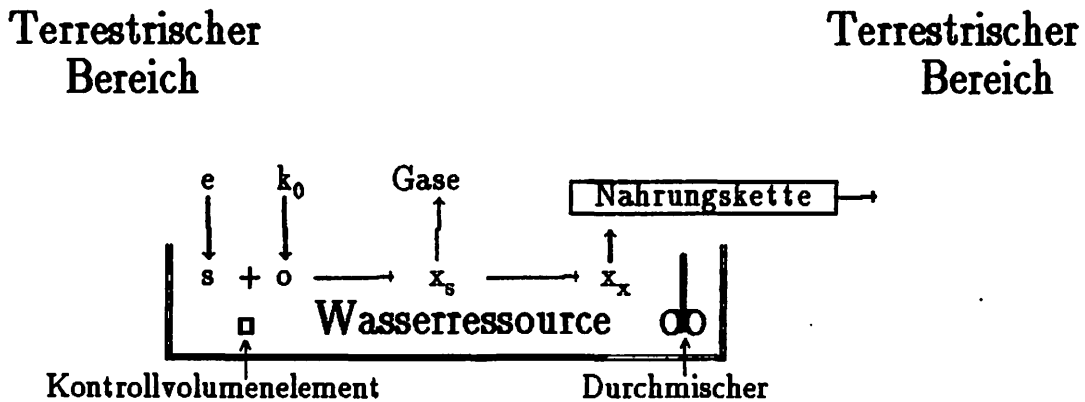 Terrestrischer
Bereich
Terrestrischer
Bereich
e k₀ Gase
Nahrungskette
s + o xₛ xₓ
Wasserressource
Kontrollvolumenelement Durchmischer